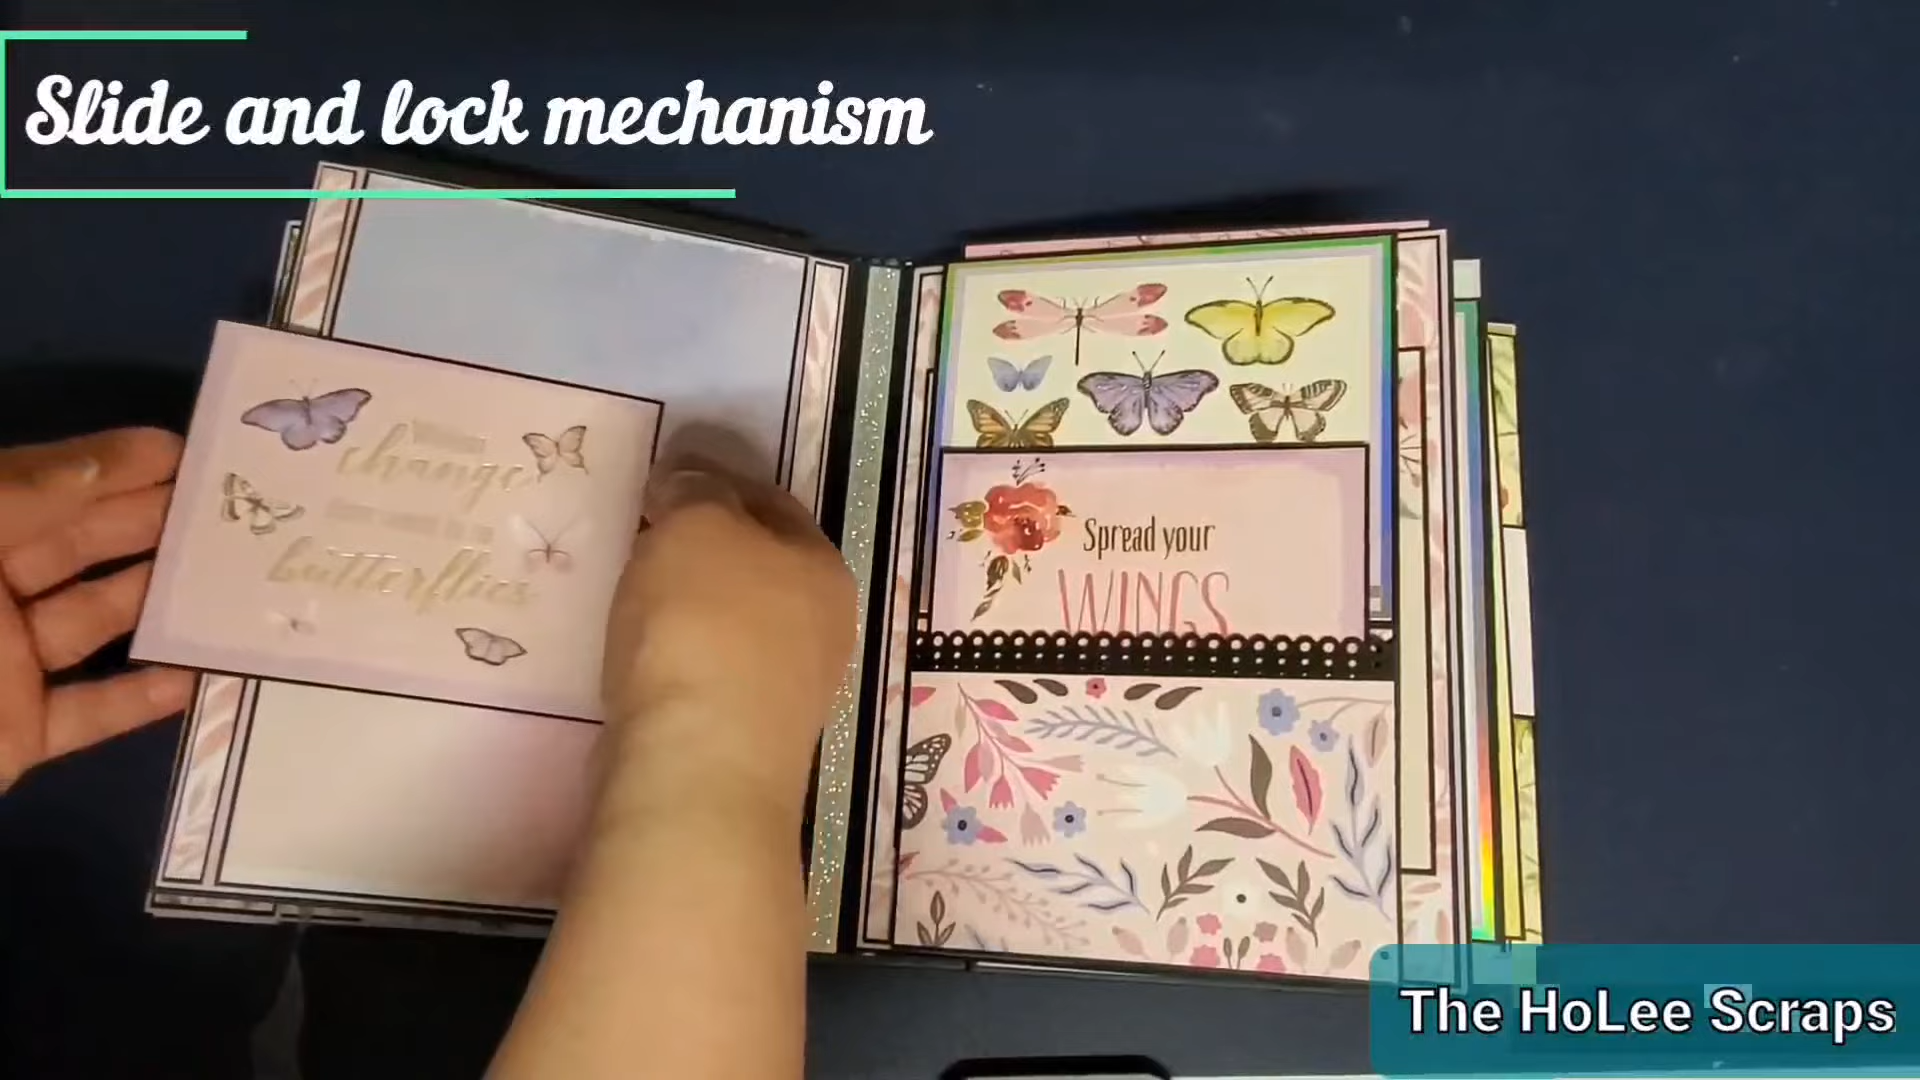 Slide and lock mechanism
change
butterflies
Spread your
WINGS
The HoLee Scraps